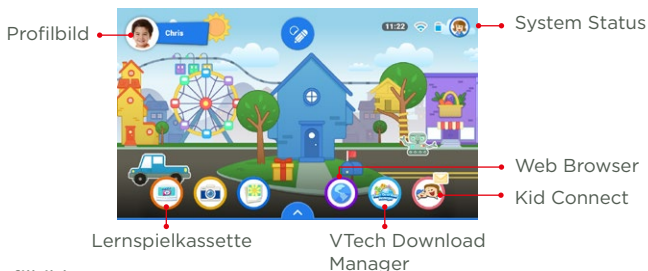 Profilbild
Chris
11:22
System Status
Web Browser
Kid Connect
Lernspielkassette
VTech Download
Manager